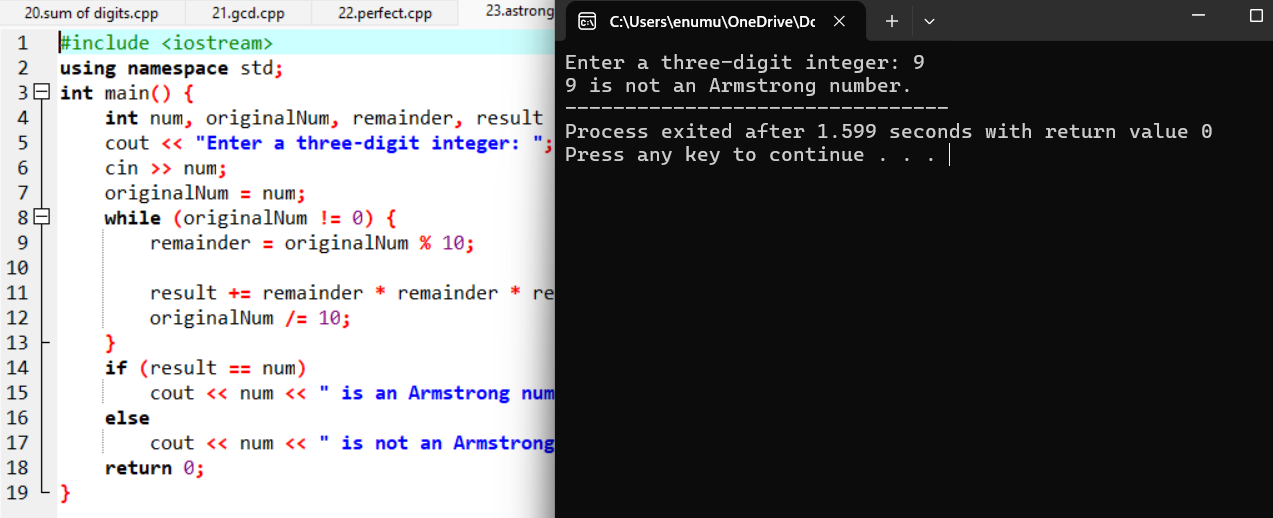 20.sum of digits.cpp 21.gcd.cpp 22.perfect.cpp 23.astrong
1 #include <iostream>
2 using namespace std;
3 int main() {
4 int num, originalNum, remainder, result
5 cout << "Enter a three-digit integer: ";
6 cin >> num;
7 originalNum = num;
8 while (originalNum != 0) {
9 remainder = originalNum % 10;
10
11 result += remainder * remainder * re
12 originalNum /= 10;
13 }
14 if (result == num)
15 cout << num << " is an Armstrong num
16 else
17 cout << num << " is not an Armstrong
18 return 0;
19 }
C:\Users\enumu\OneDrive\Dc
Enter a three-digit integer: 9
9 is not an Armstrong number.
--------------------------------
Process exited after 1.599 seconds with return value 0
Press any key to continue . . .